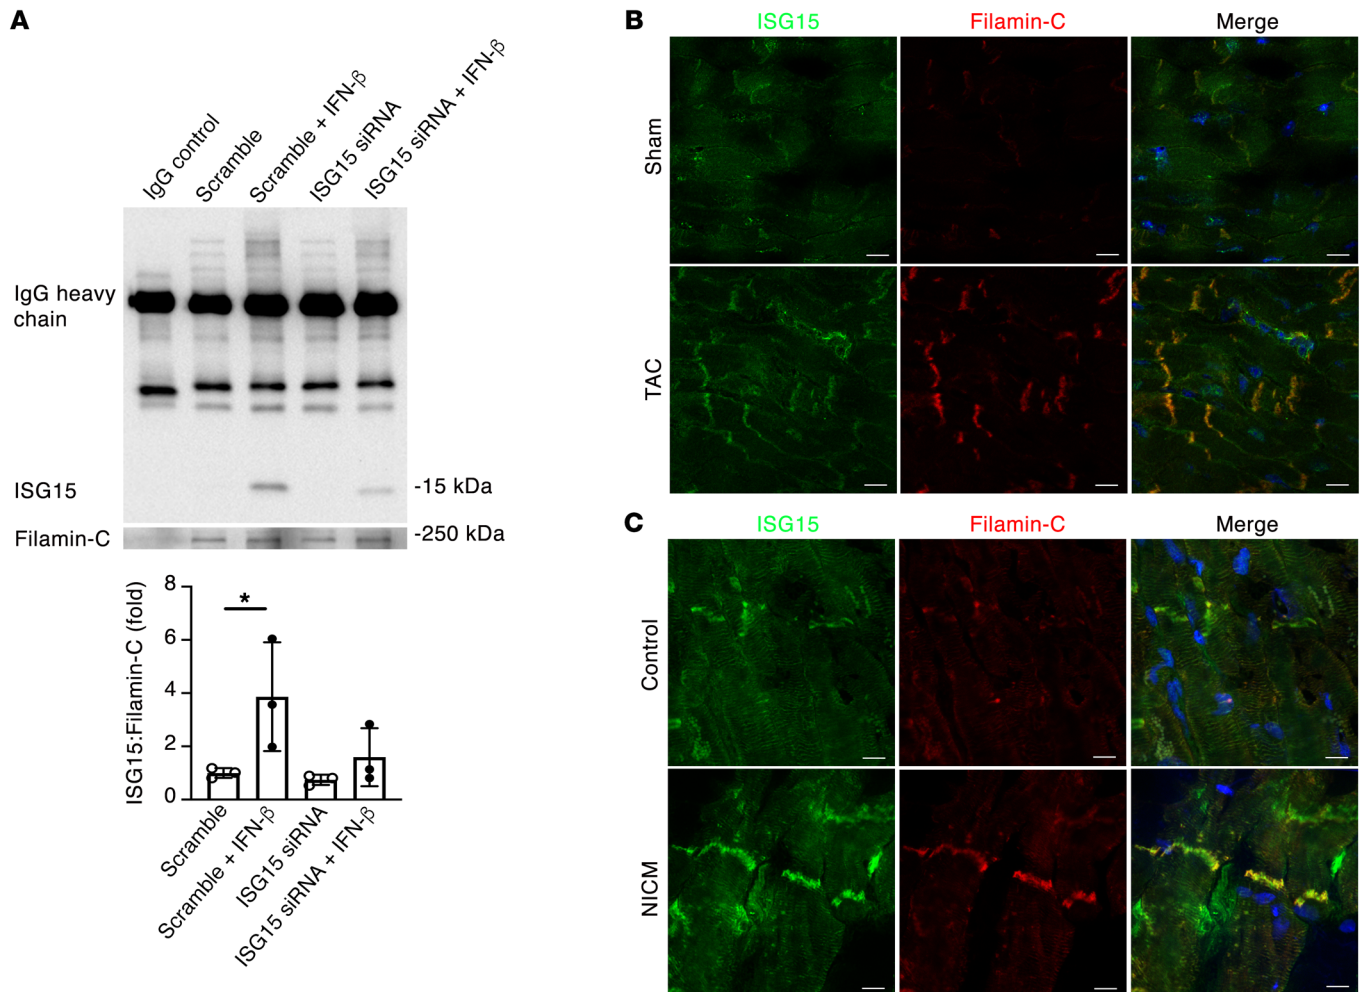 A
IgG control
Scramble
Scramble + IFN-β
ISG15 siRNA
ISG15 siRNA + IFN-β
IgG heavy
chain
ISG15
-15 kDa
Filamin-C
-250 kDa
ISG15:Filamin-C (fold)
8
6
4
2
0
*
Scramble
Scramble + IFN-β
ISG15 siRNA
ISG15 siRNA + IFN-β
B
ISG15
Filamin-C
Merge
Sham
TAC
C
ISG15
Filamin-C
Merge
Control
NICM